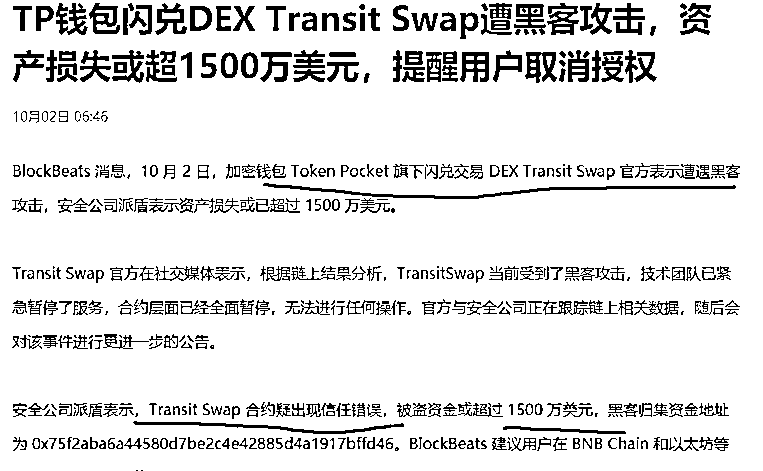 TP钱包闪兑DEX Transit Swap遭黑客攻击，资
产损失或超1500万美元，提醒用户取消授权
10月02日 06:46
BlockBeats 消息，10 月 2 日，加密钱包 Token Pocket 旗下闪兑交易 DEX Transit Swap 官方表示遭遇黑客
攻击，安全公司派盾表示资产损失或已超过 1500 万美元。
Transit Swap 官方在社交媒体表示，根据链上结果分析，TransitSwap 当前受到了黑客攻击，技术团队已紧
急暂停了服务，合约层面已经全面暂停，无法进行任何操作。官方与安全公司正在跟踪链上相关数据，随后会
对该事件进行更进一步的公告。
安全公司派盾表示，Transit Swap 合约疑出现信任错误，被盗资金或超过 1500 万美元，黑客归集资金地址
为 0x75f2aba6a44580d7be2c4e42885d4a1917bffd46。BlockBeats 建议用户在 BNB Chain 和以太坊等